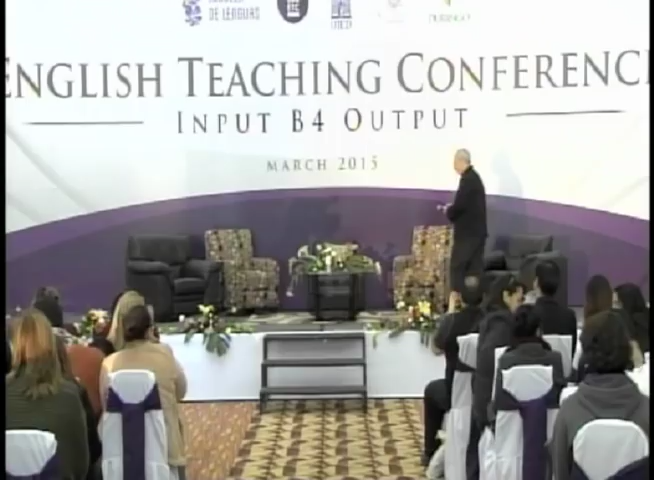 DE LENGUAS
ENGLISH TEACHING CONFERENC
INPUT B4 OUTPUT
MARCH 2015